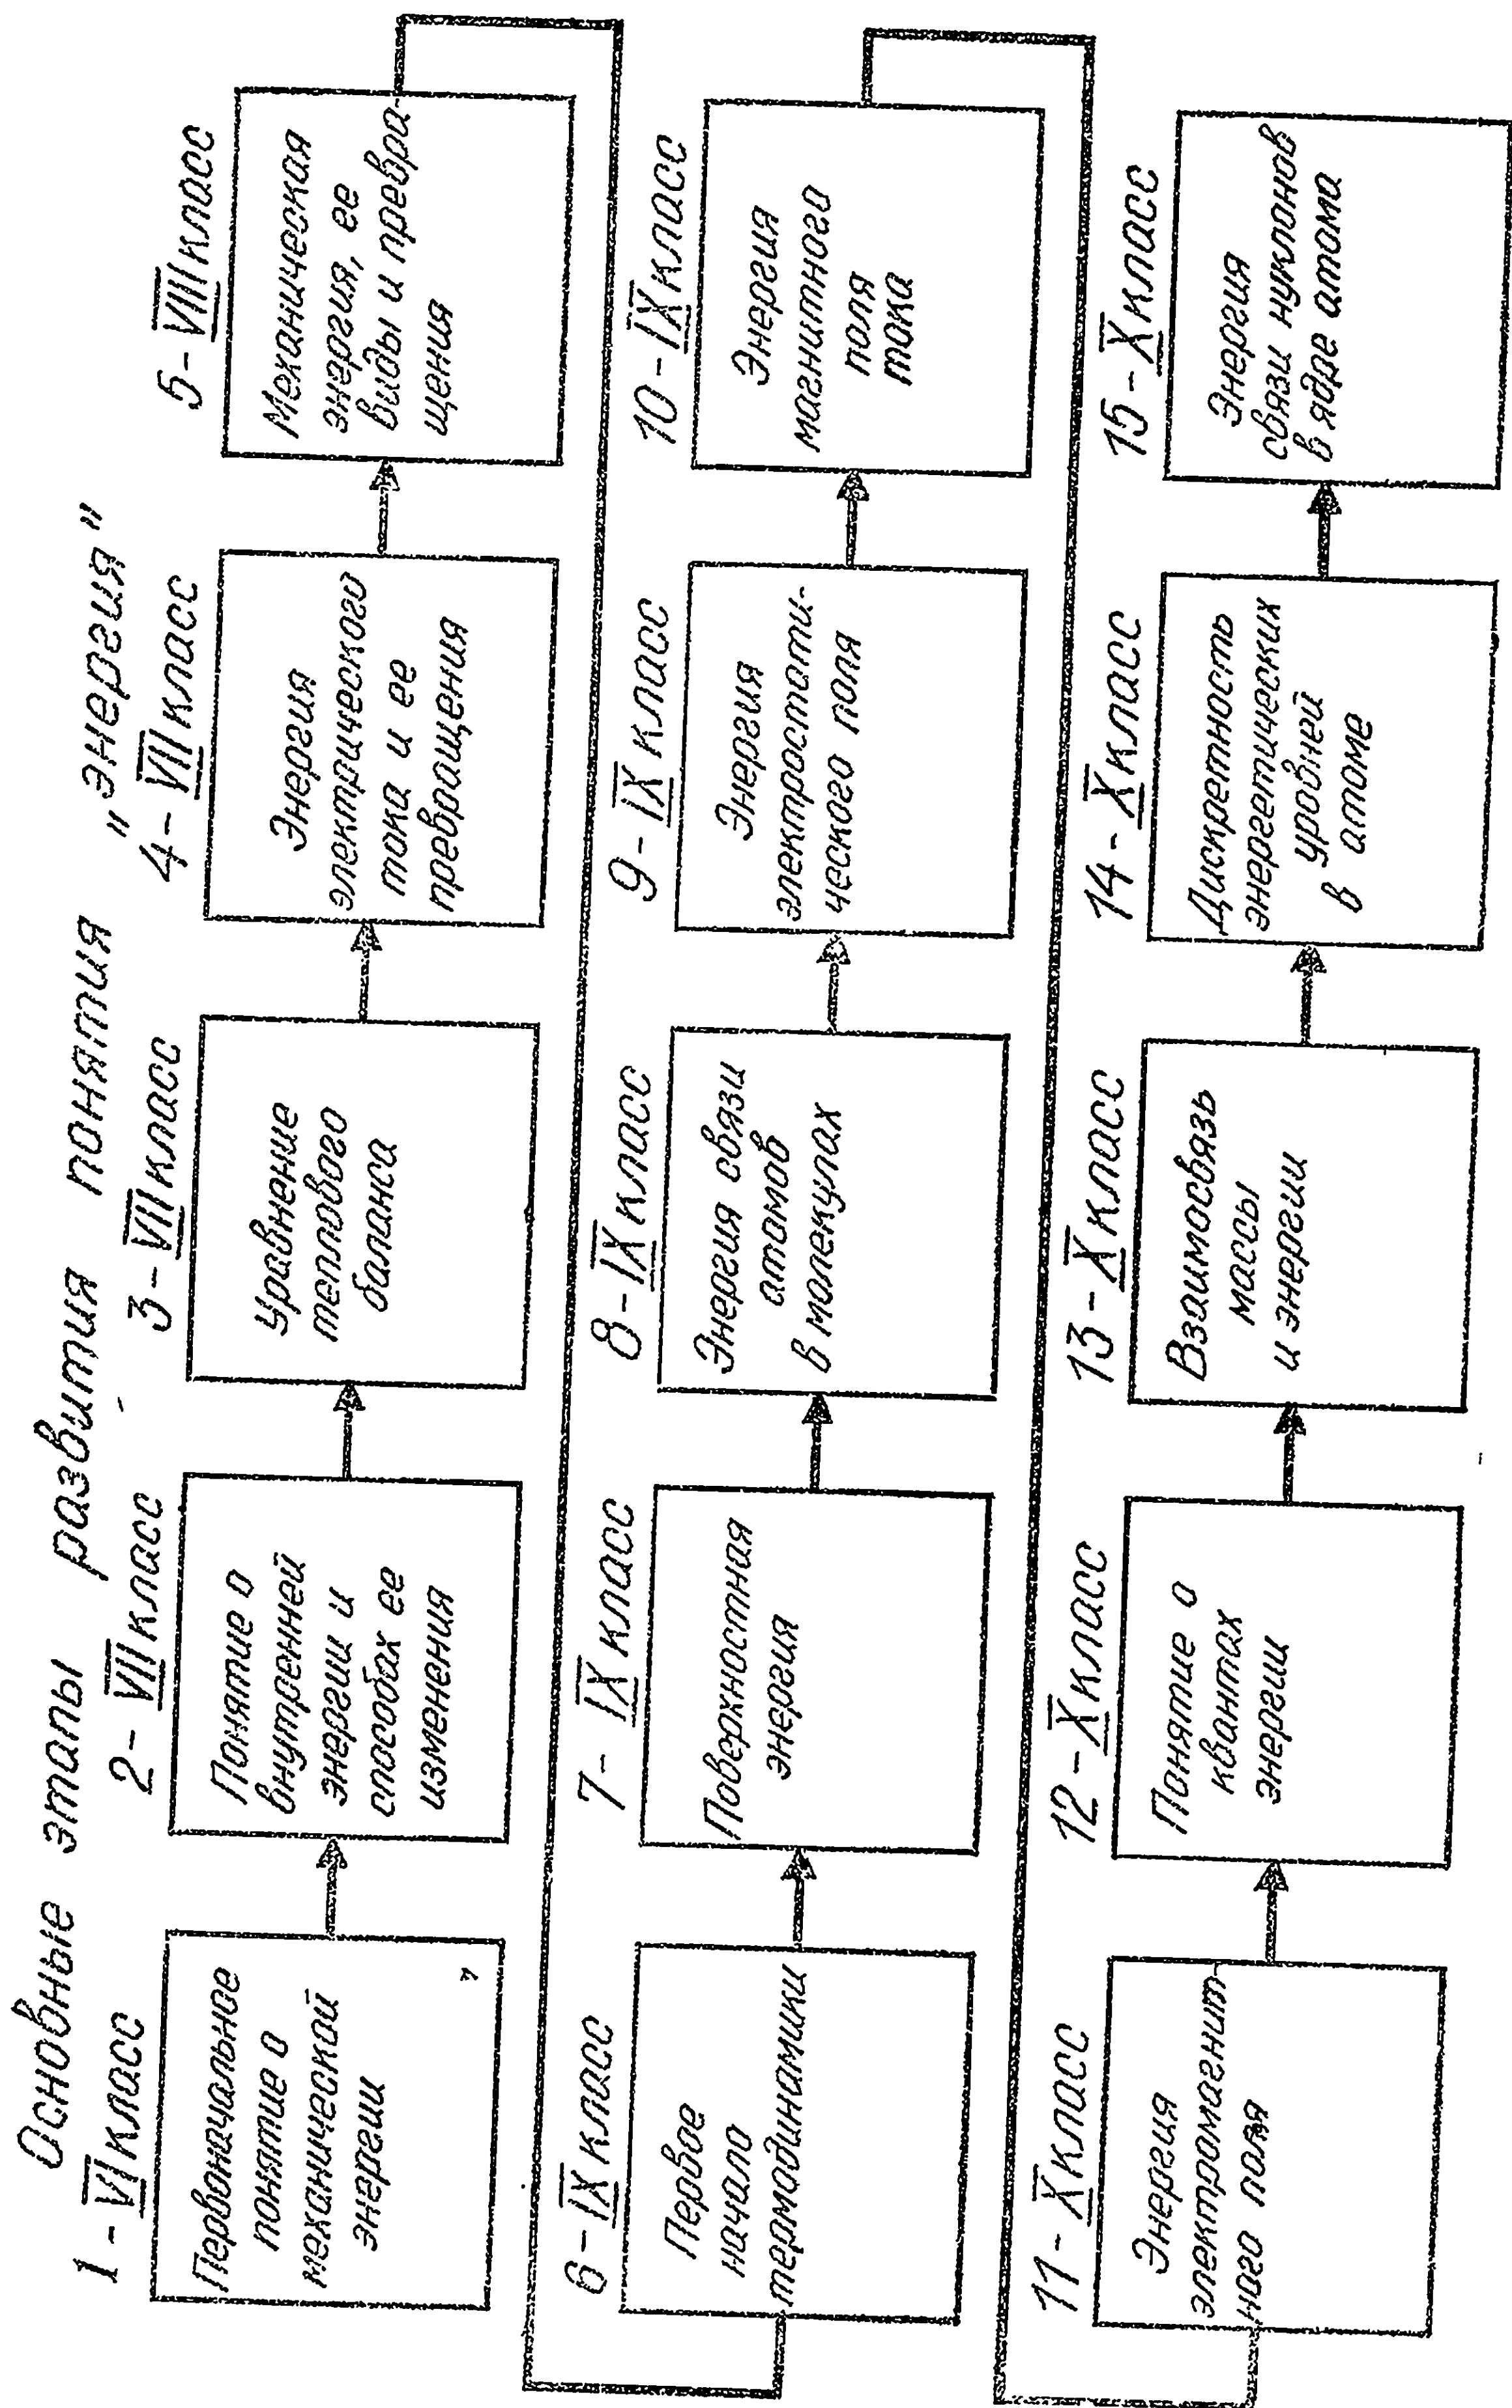 Основные этапы развития понятия "энергия"
1 - VI класс
Первоначальное
понятие о
механической
энергии
2 - VII класс
Понятие о
внутренней
энергии и
способах ее
изменения
3 - VII класс
Уравнение
теплового
баланса
4 - VII класс
Энергия
электрического
тока и ее
превращения
5 - VIII класс
Механическая
энергия, ее
виды и превра-
щения
6 - IX класс
Первое
начало
термодинамики
7 - IX класс
Поверхностная
энергия
8 - IX класс
Энергия связи
атомов
в молекулах
9 - IX класс
Энергия
электростати-
ческого поля
10 - IX класс
Энергия
магнитного
поля
тока
11 - X класс
Энергия
электромагнит-
ного поля
12 - X класс
Понятие о
квантах
энергии
13 - X класс
Взаимосвязь
массы
и энергии
14 - X класс
Дискретность
энергетических
уровней
в атоме
15 - X класс
Энергия
связи нуклонов
в ядре атома